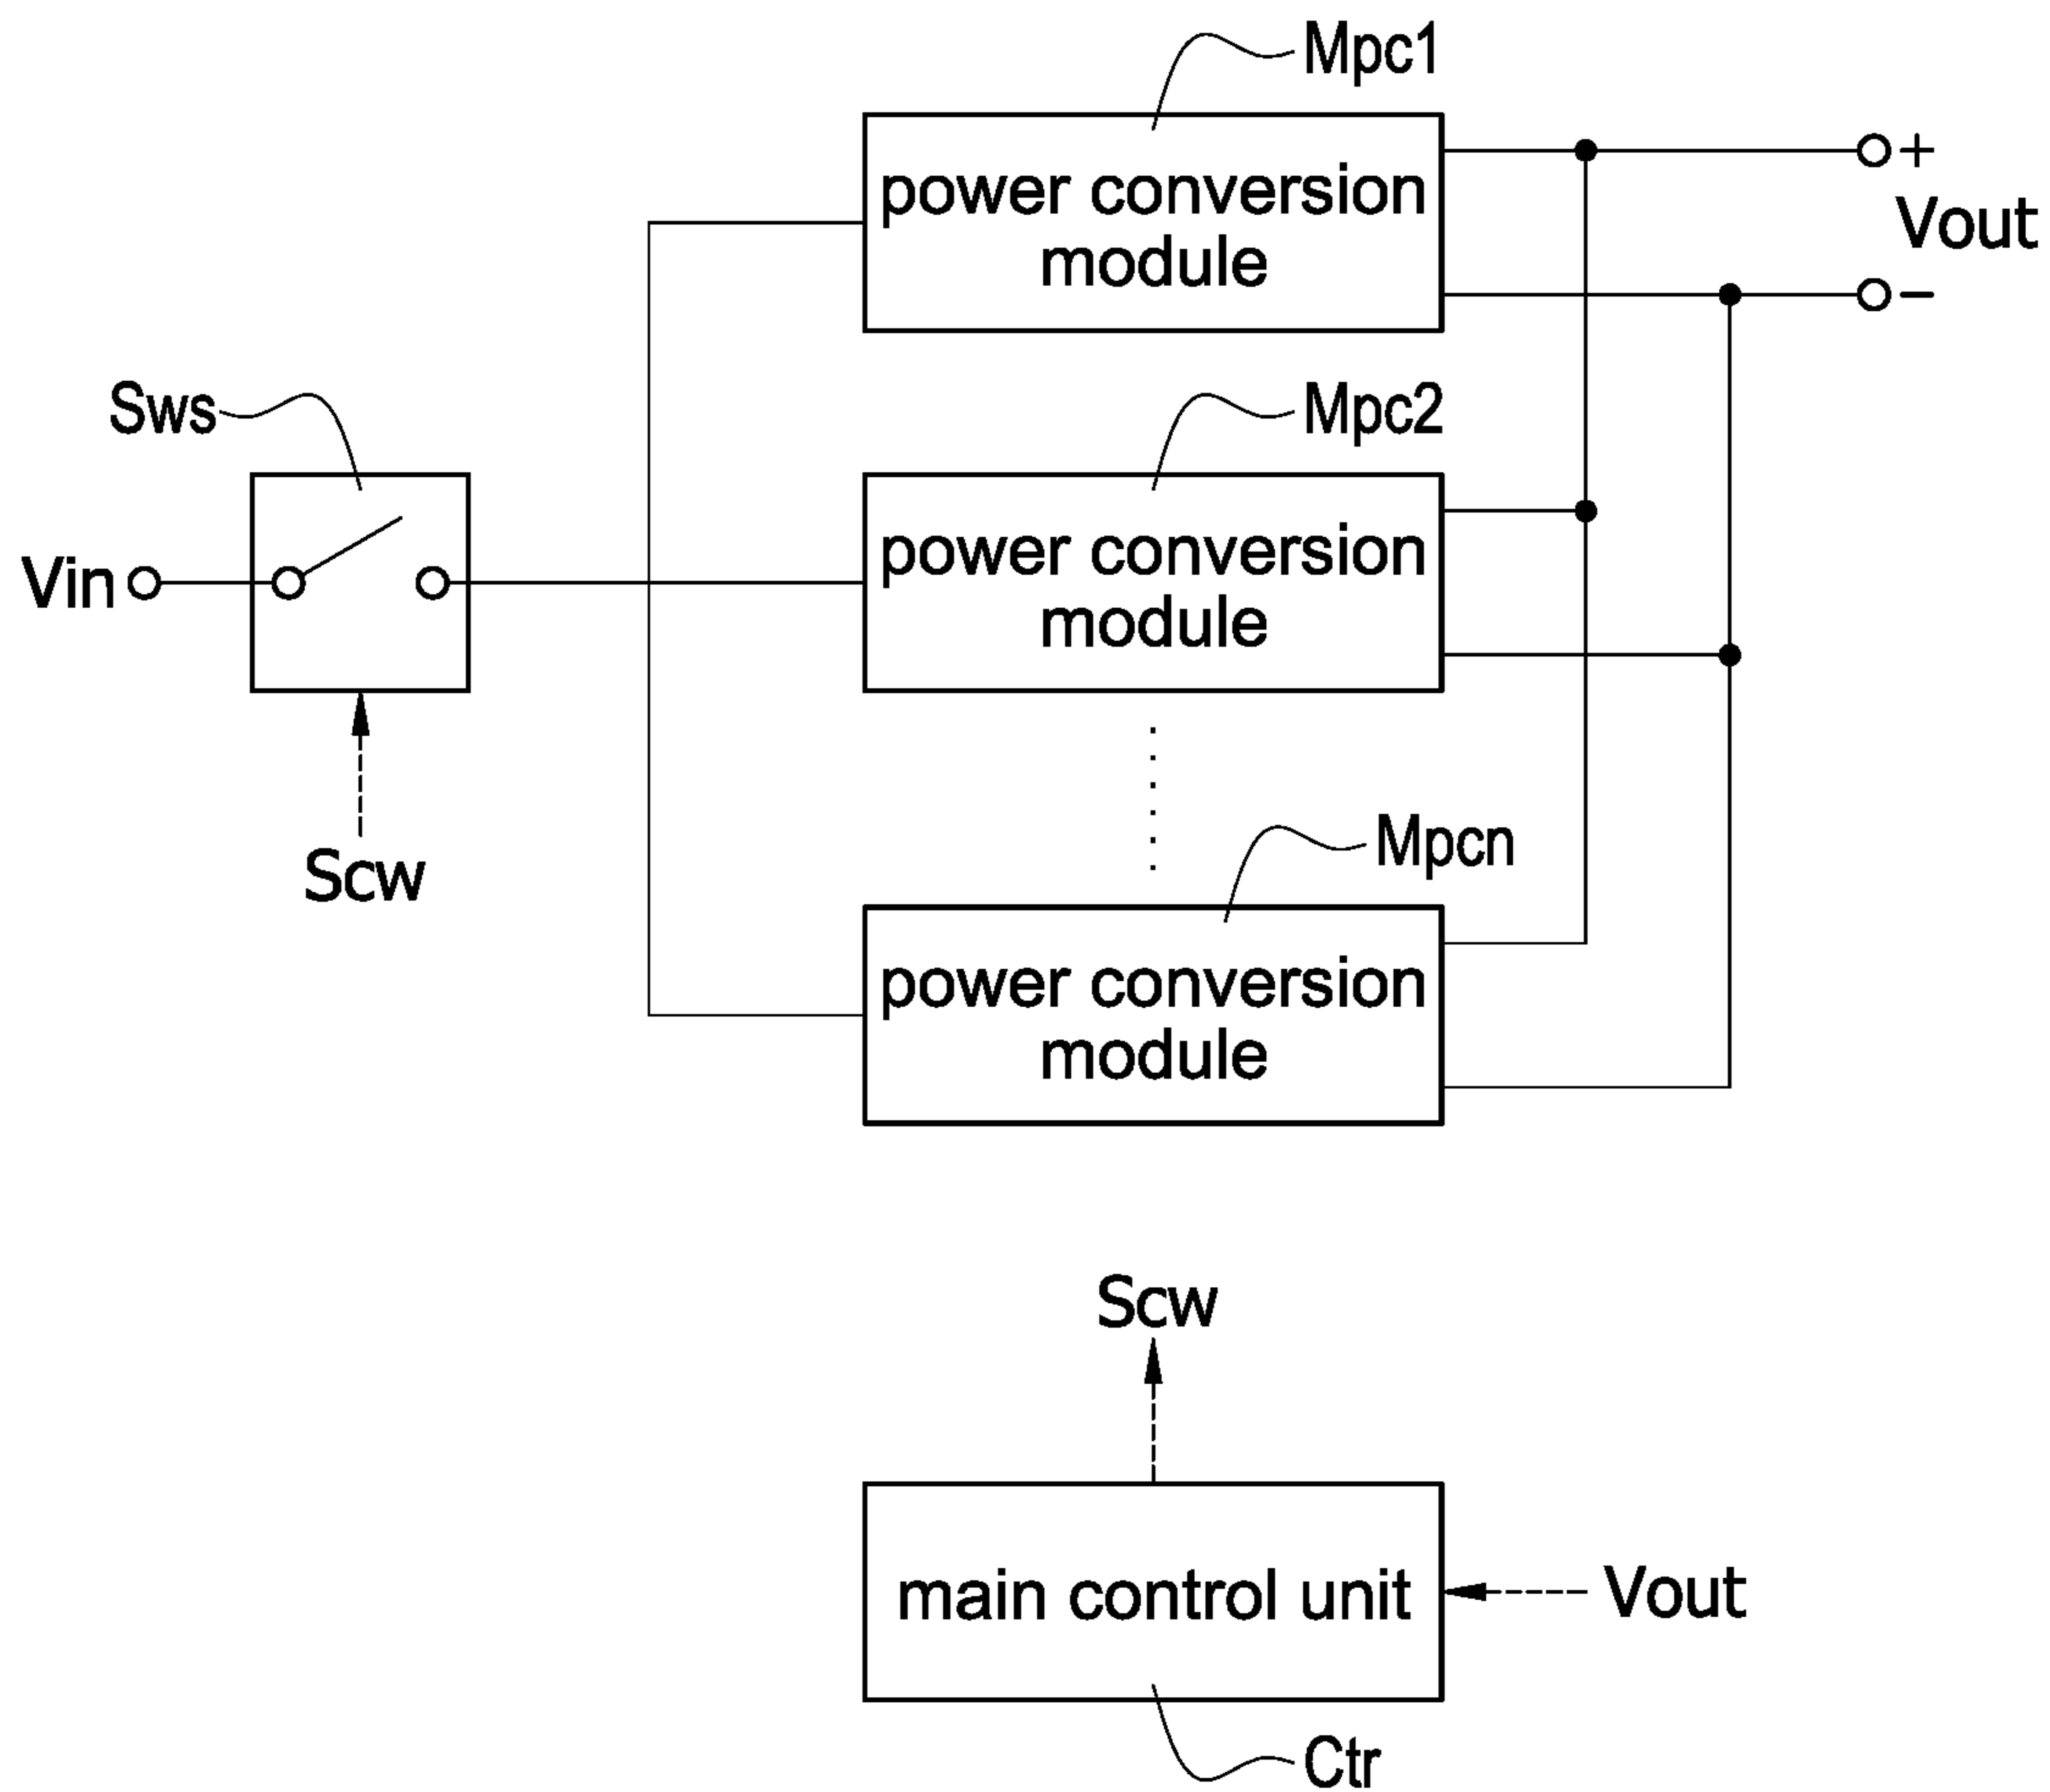 Mpc1
power conversion
module
+
Vout
−
Sws
Mpc2
Vin
power conversion
module
Scw
Mpcn
power conversion
module
Scw
main control unit
Vout
Ctr